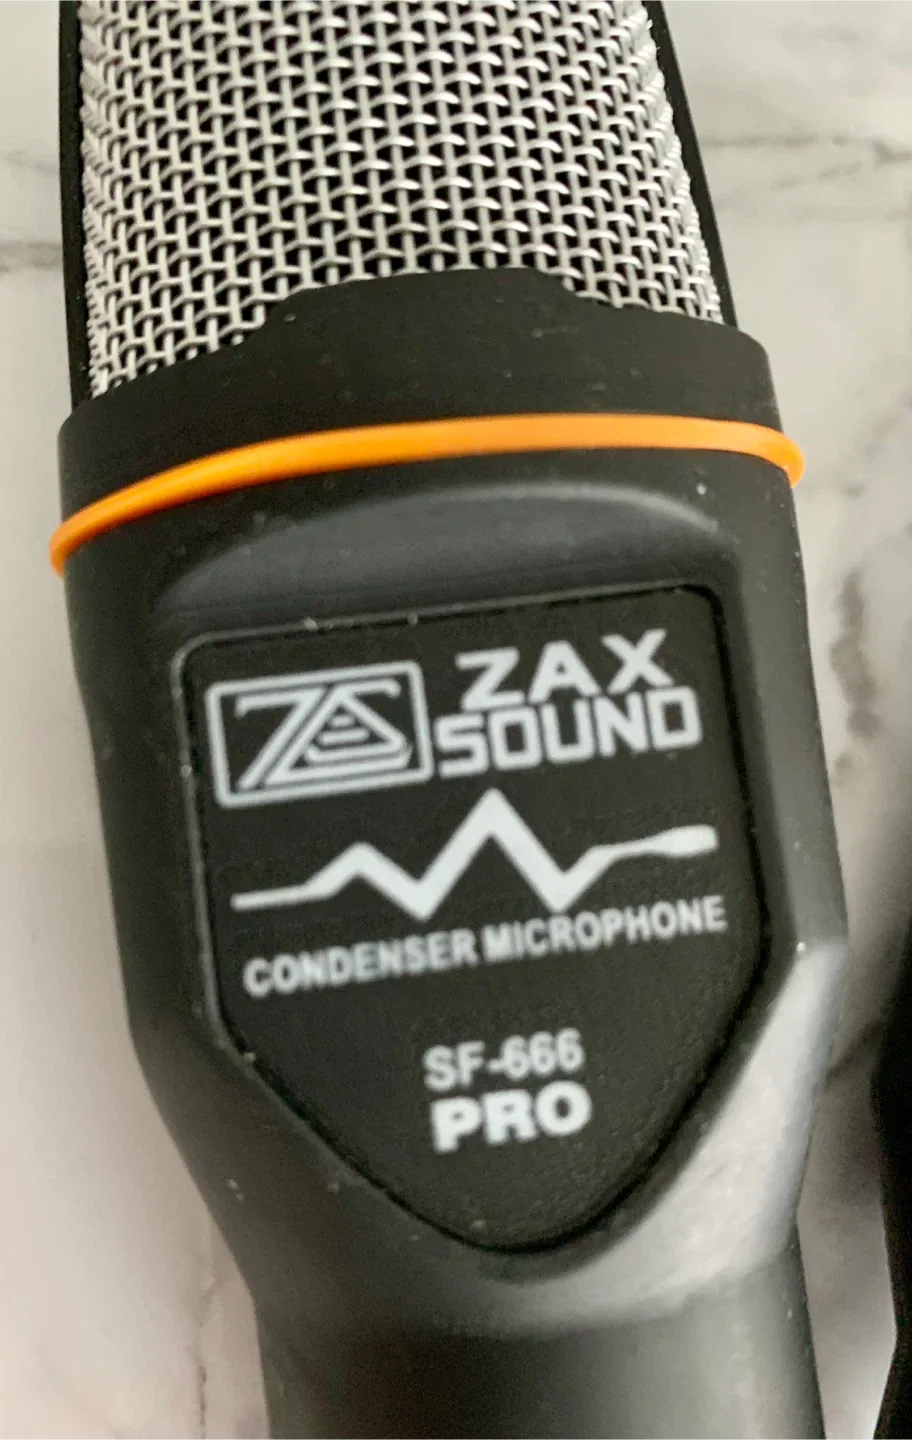 ZAX
SOUND
CONDENSER MICROPHONE
SF-666
PRO